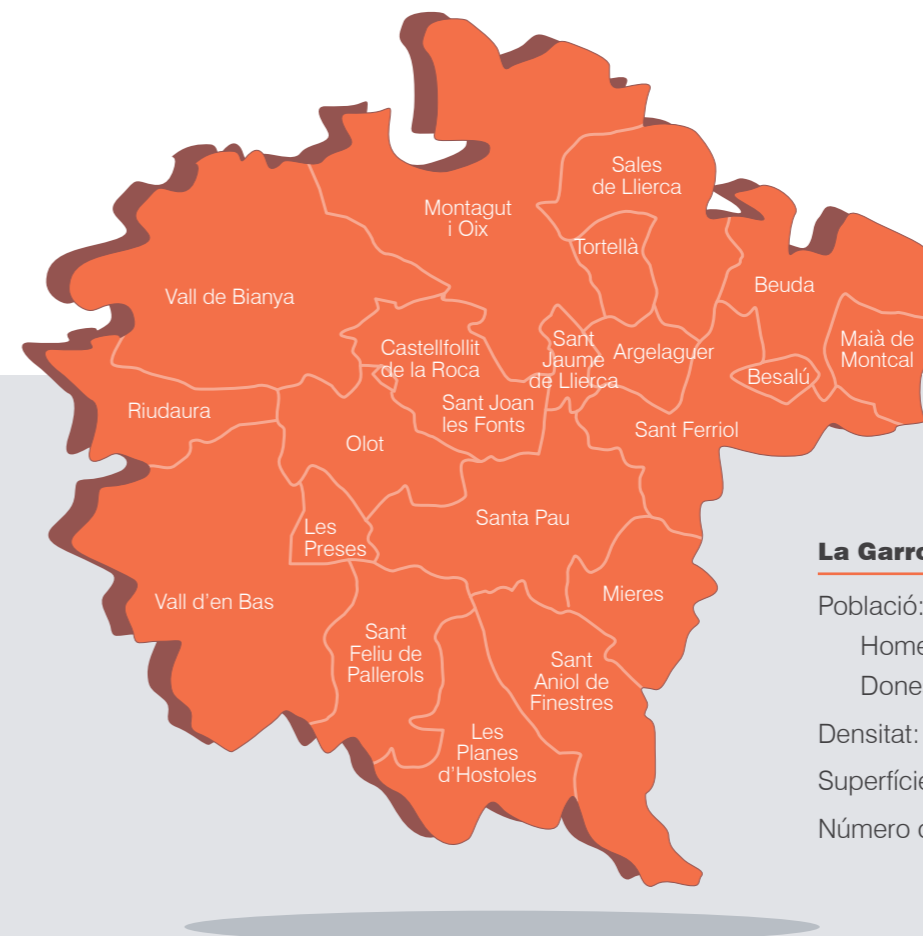 Sales
de Llierca
Montagut
i Oix
Tortellà
Vall de Bianya
Beuda
Castellfollit
de la Roca
Sant
Jaume
de Llierca
Argelaguer
Maià de
Montcal
Besalú
Riudaura
Sant Joan
les Fonts
Olot
Sant Ferriol
Santa Pau
Les
Preses
Vall d'en Bas
Mieres
Sant
Feliu de
Pallerols
Sant
Aniol de
Finestres
Les
Planes
d'Hostoles
La
Població:
Densitat:
Número